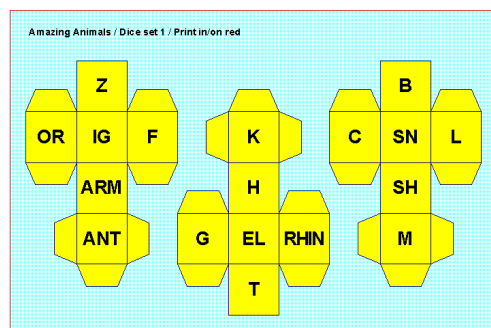 Amazing Animals / Dice set 1 / Print in/on red
Z
OR IG F
ARM
ANT
K
H
G EL RHIN
T
B
C SN L
SH
M